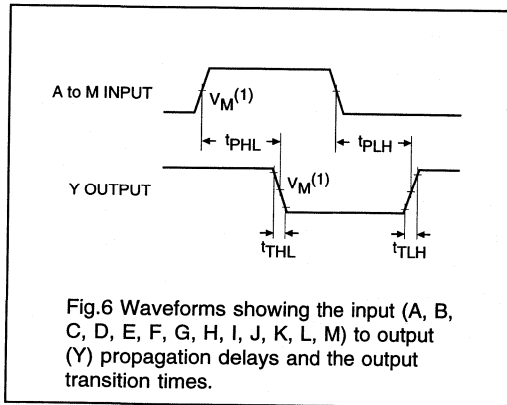 A to M INPUT
VM(1)
tPHL
tPLH
Y OUTPUT
VM(1)
tTHL
tTLH
Fig.6 Waveforms showing the input (A, B,
C, D, E, F, G, H, I, J, K, L, M) to output
(Y) propagation delays and the output
transition times.